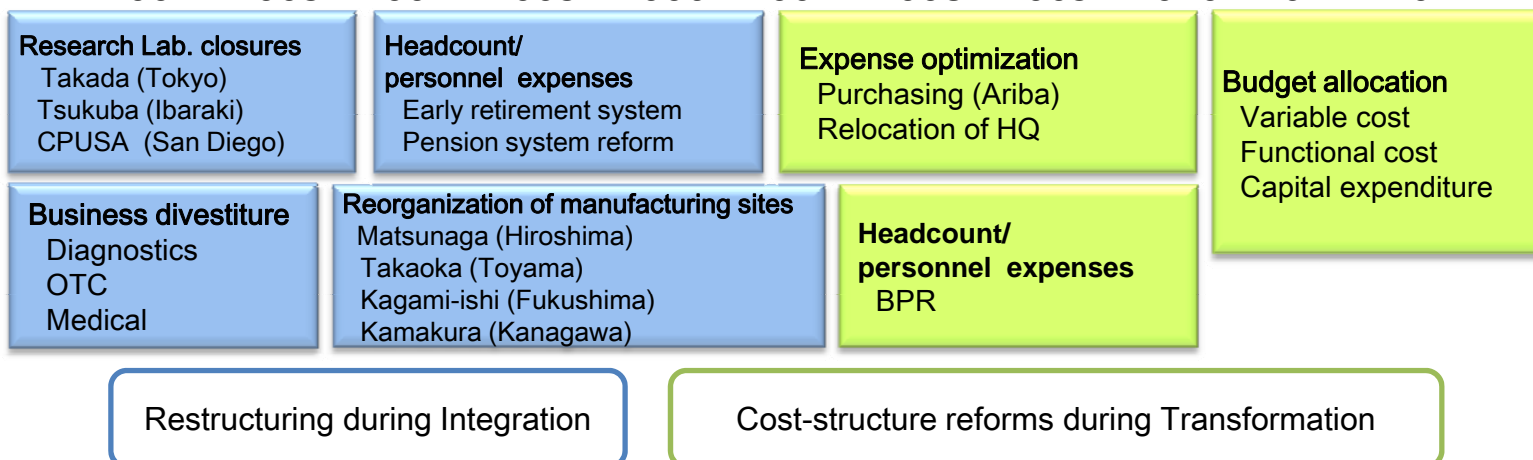 Research Lab. closures
Takada (Tokyo)
Tsukuba (Ibaraki)
CPUSA (San Diego)
Headcount/
personnel expenses
Early retirement system
Pension system reform
Expense optimization
Purchasing (Ariba)
Relocation of HQ
Budget allocation
Variable cost
Functional cost
Capital expenditure
Business divestiture
Diagnostics
OTC
Medical
Reorganization of manufacturing sites
Matsunaga (Hiroshima)
Takaoka (Toyama)
Kagami-ishi (Fukushima)
Kamakura (Kanagawa)
Headcount/
personnel expenses
BPR
Restructuring during Integration
Cost-structure reforms during Transformation